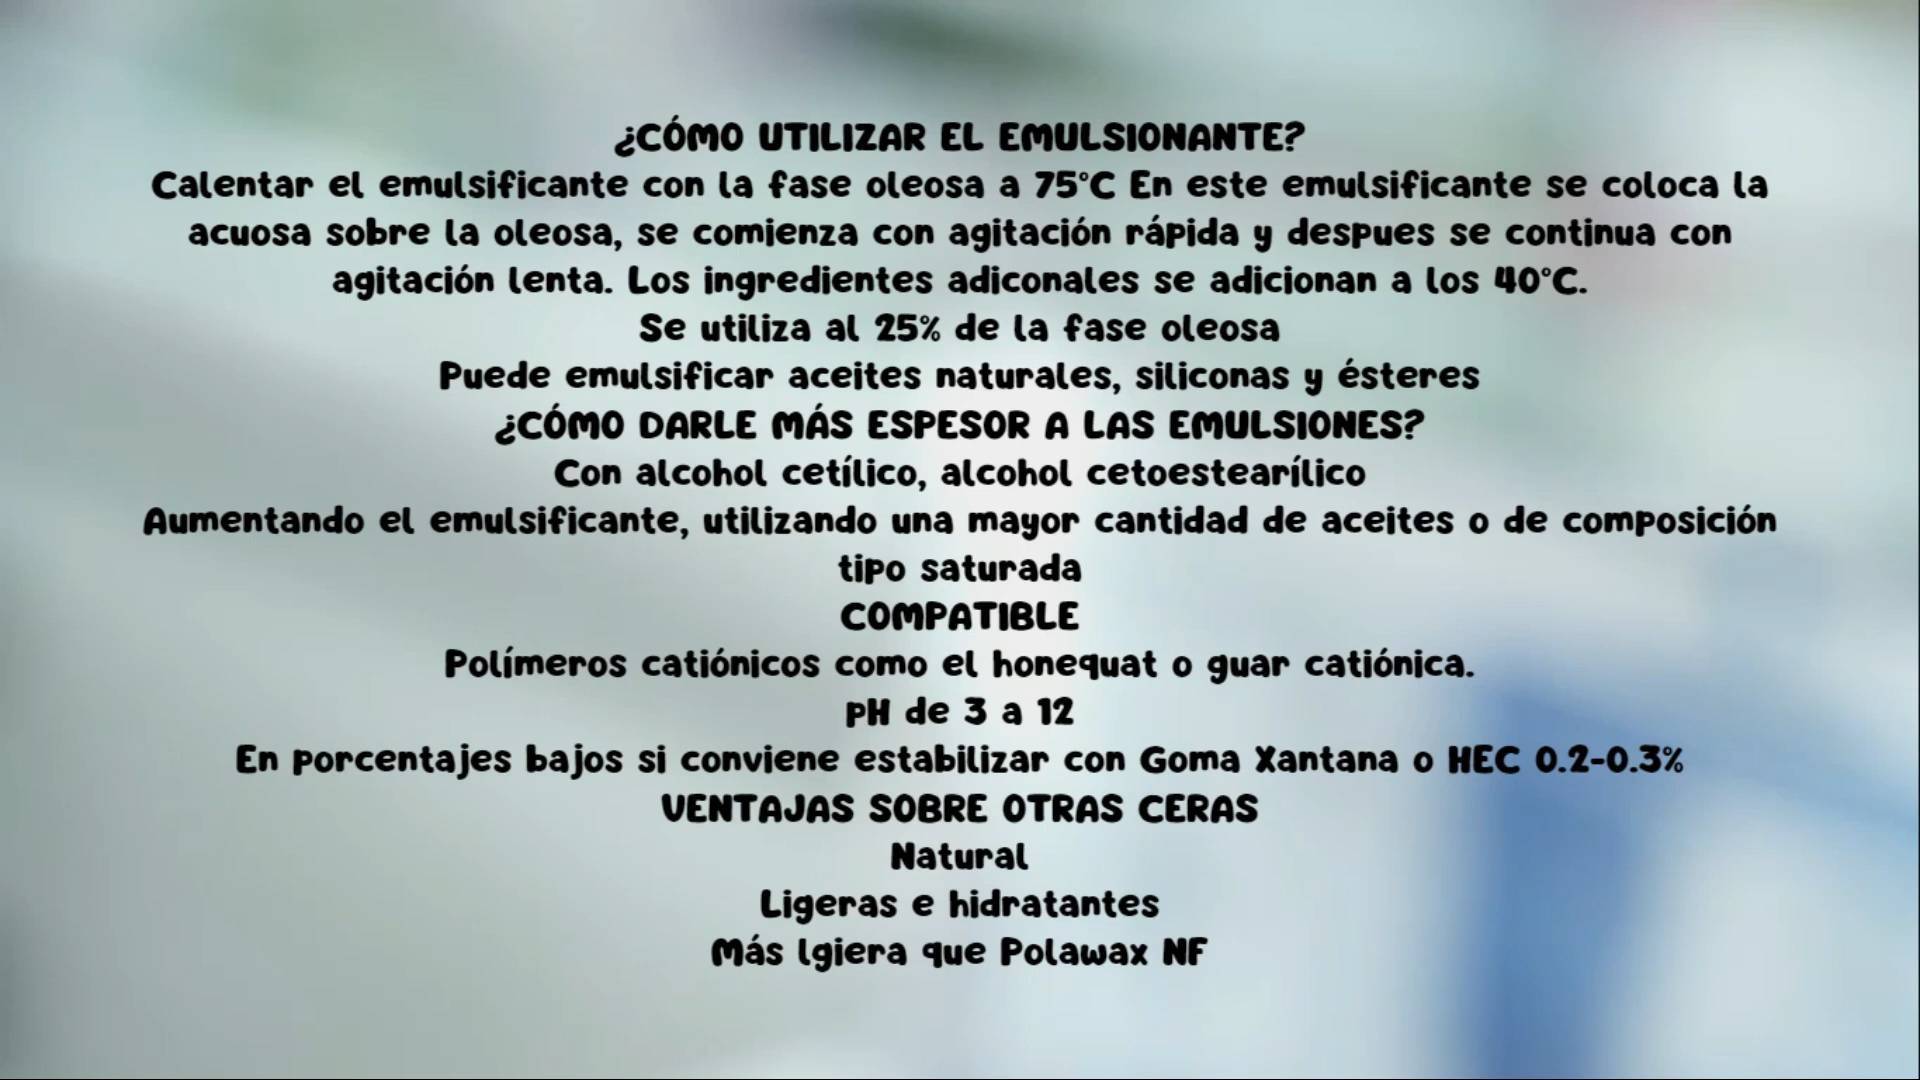 ¿CÓMO UTILIZAR EL EMULSIONANTE?
Calentar el emulsificante con la fase oleosa a 75°C En este emulsificante se coloca la
acuosa sobre la oleosa, se comienza con agitación rápida y despues se continua con
agitación lenta. Los ingredientes adiconales se adicionan a los 40°C.
Se utiliza al 25% de la fase oleosa
Puede emulsificar aceites naturales, siliconas y ésteres
¿CÓMO DARLE MÁS ESPESOR A LAS EMULSIONES?
Con alcohol cetílico, alcohol cetoestearílico
Aumentando el emulsificante, utilizando una mayor cantidad de aceites o de composición
tipo saturada
COMPATIBLE
Polímeros catiónicos como el honequat o guar catiónica.
pH de 3 a 12
En porcentajes bajos si conviene estabilizar con Goma Xantana o HEC 0.2-0.3%
VENTAJAS SOBRE OTRAS CERAS
Natural
Ligeras e hidratantes
Más lgiera que Polawax NF